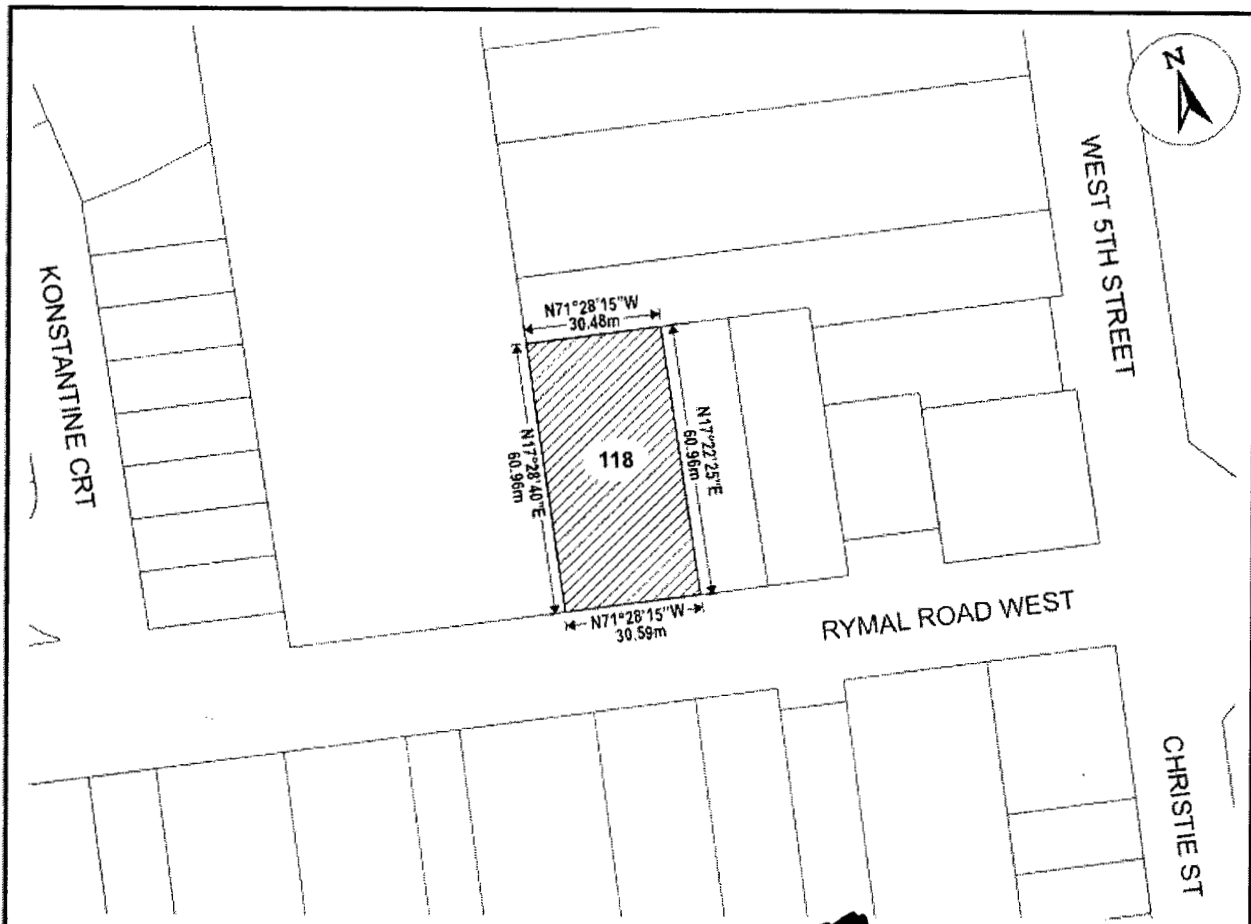 N
WEST 5TH STREET
KONSTANTINE CRT
N71°28'15"W
30.48m
N17°28'40"E
60.96m
118
N17°22'25"E
60.96m
N71°28'15"W
30.59m
RYMAL ROAD WEST
CHRISTIE ST